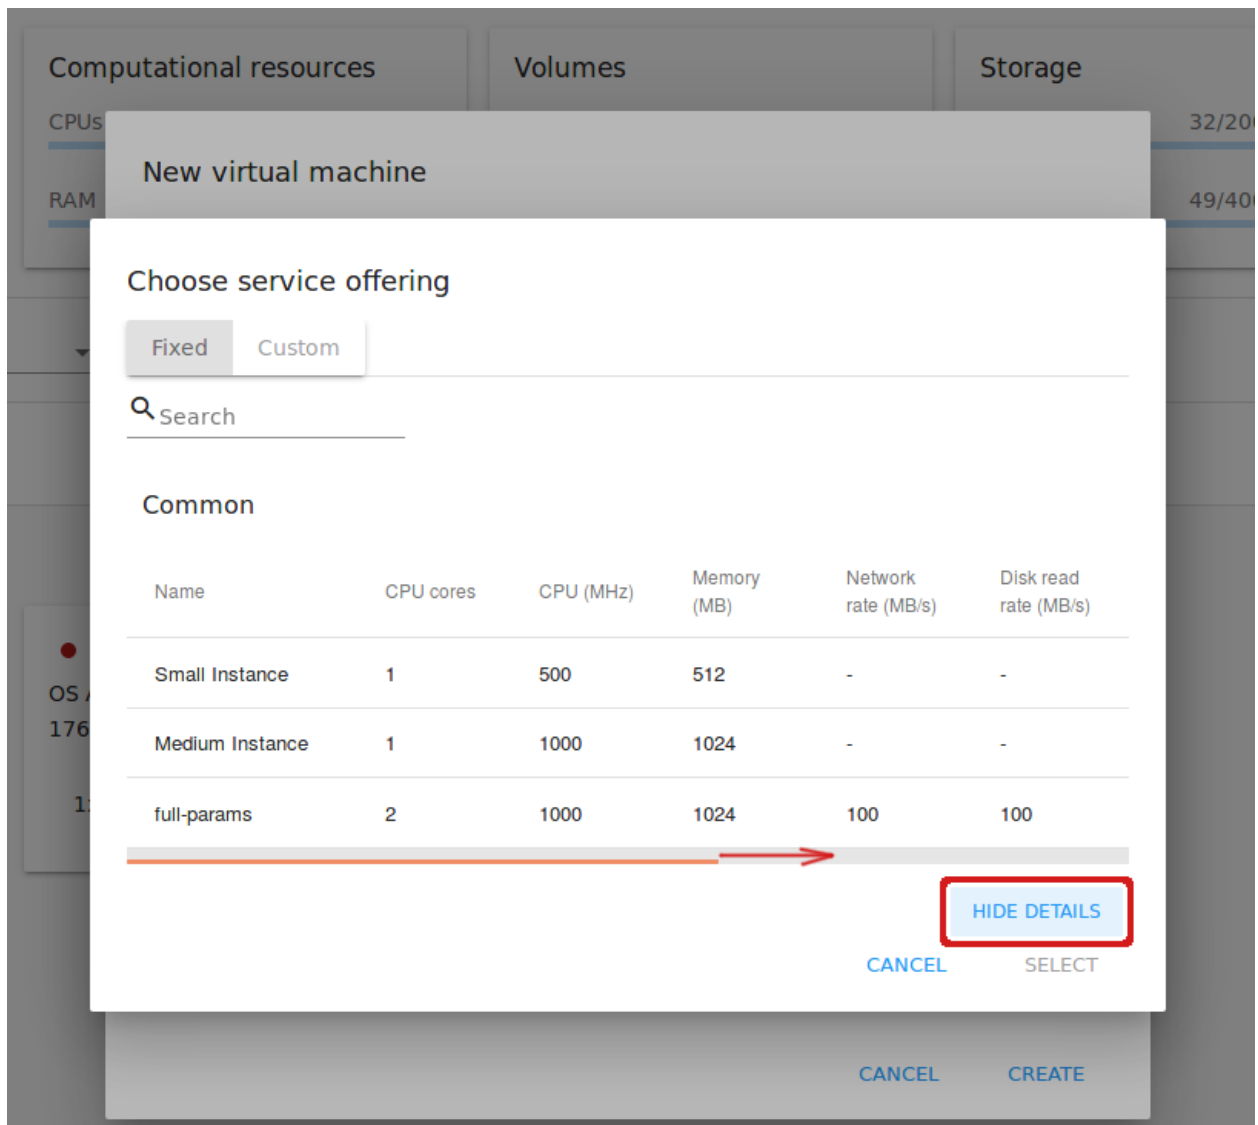 Computational resources
Volumes
Storage
CPUs
32/200
New virtual machine
RAM
49/400
Choose service offering
Fixed Custom
Search
Common
Name CPU cores CPU (MHz) Memory (MB) Network rate (MB/s) Disk read rate (MB/s)
Small Instance 1 500 512 - -
Medium Instance 1 1000 1024 - -
full-params 2 1000 1024 100 100
OS
176
HIDE DETAILS
CANCEL SELECT
CANCEL CREATE